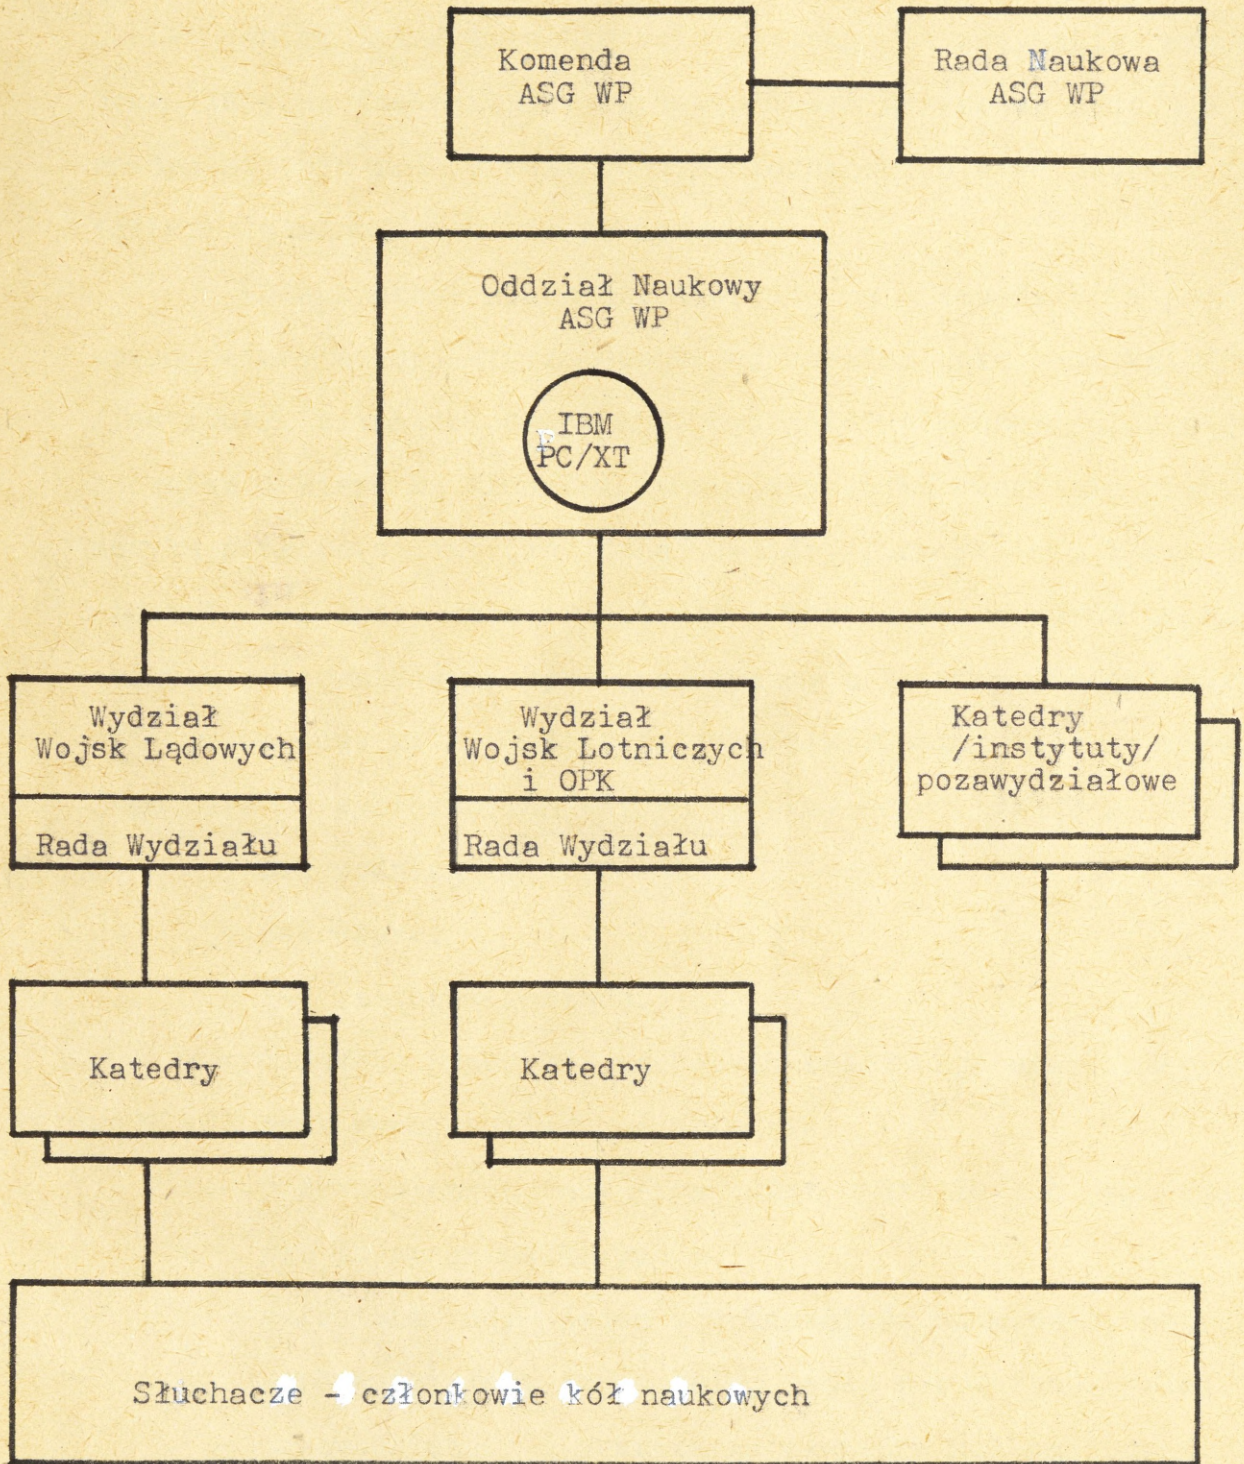 Komenda
ASG WP
Rada Naukowa
ASG WP
Oddział Naukowy
ASG WP
IBM
PC/XT
Wydział
Wojsk Lądowych
Rada Wydziału
Wydział
Wojsk Lotniczych
i OPK
Rada Wydziału
Katedry
/instytuty/
pozawydziałowe
Katedry
Katedry
Słuchacze - członkowie kół naukowych